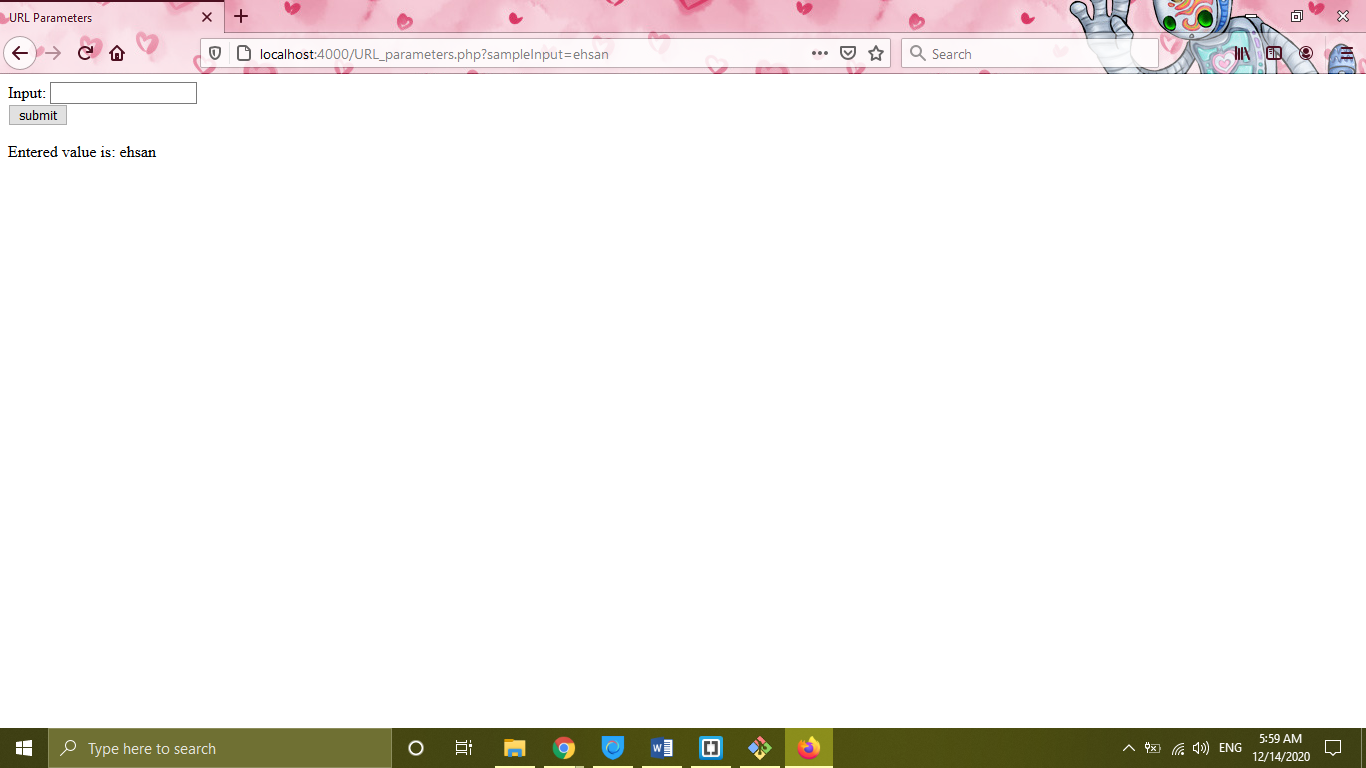 URL Parameters
localhost:4000/URL_parameters.php?sampleInput=ehsan
Search
Input:
submit
Entered value is: ehsan
Type here to search
ENG
5:59 AM
12/14/2020